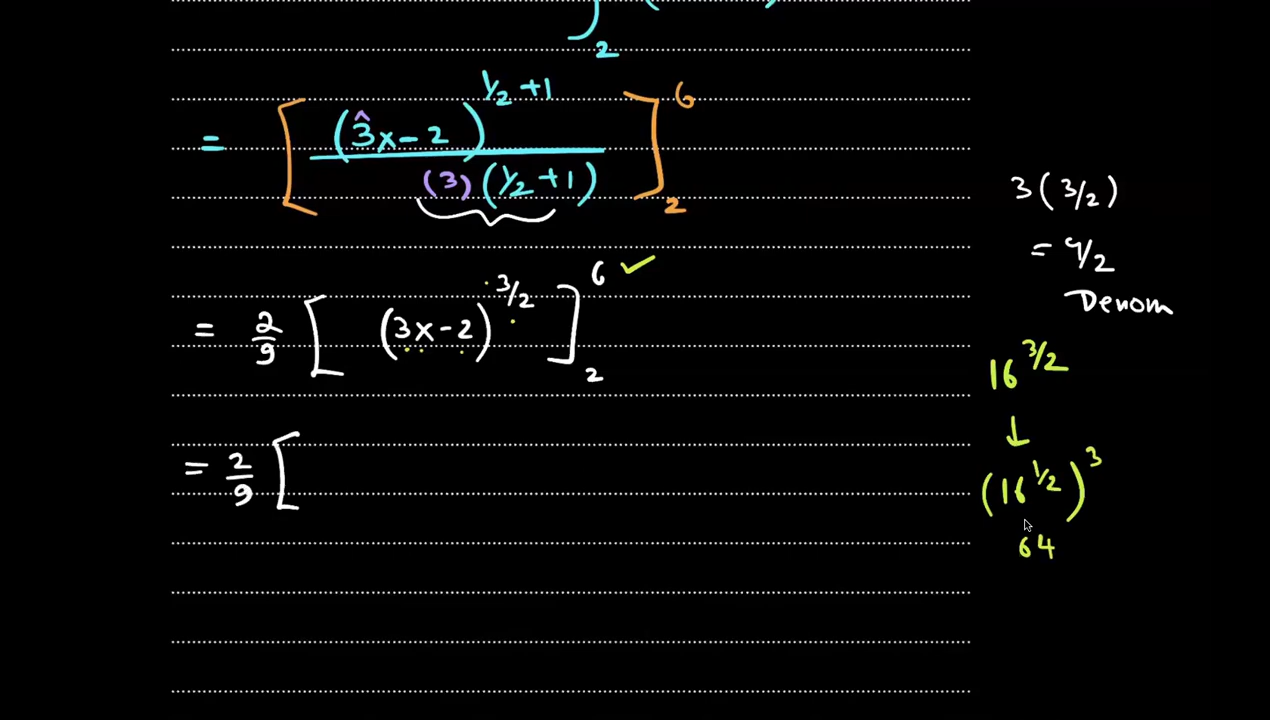 2
= [ (3x-2)^(1/2+1) / (3)(1/2+1) ]_2^6
= 2/9 [ (3x-2)^(3/2) ]_2^6 ✓
= 2/9 [
3(3/2)
= 9/2
Denom
16^(3/2)
↓
(16^(1/2))^3
64